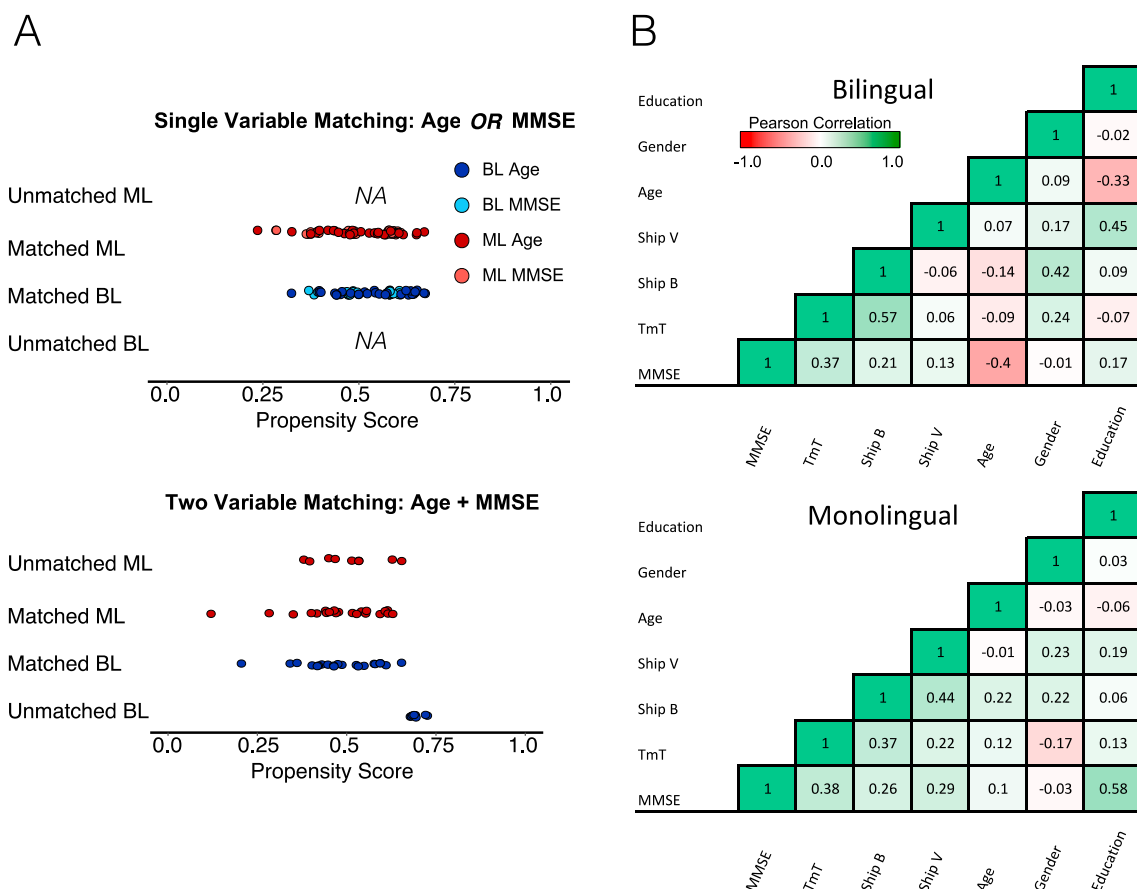 A
Single Variable Matching: Age OR MMSE
BL Age
BL MMSE
ML Age
ML MMSE
Unmatched ML NA
Matched ML
Matched BL
Unmatched BL NA
0.0 0.25 0.5 0.75 1.0
Propensity Score
Two Variable Matching: Age + MMSE
Unmatched ML
Matched ML
Matched BL
Unmatched BL
0.0 0.25 0.5 0.75 1.0
Propensity Score
B
Bilingual
Pearson Correlation
-1.0 0.0 1.0
Education 1
Gender 1 -0.02
Age 1 0.09 -0.33
Ship V 1 0.07 0.17 0.45
Ship B 1 -0.06 -0.14 0.42 0.09
TmT 1 0.57 0.06 -0.09 0.24 -0.07
MMSE 1 0.37 0.21 0.13 -0.4 -0.01 0.17
MMSE TmT Ship B Ship V Age Gender Education
Monolingual
Education 1
Gender 1 0.03
Age 1 -0.03 -0.06
Ship V 1 -0.01 0.23 0.19
Ship B 1 0.44 0.22 0.22 0.06
TmT 1 0.37 0.22 0.12 -0.17 0.13
MMSE 1 0.38 0.26 0.29 0.1 -0.03 0.58
MMSE TmT Ship B Ship V Age Gender Education